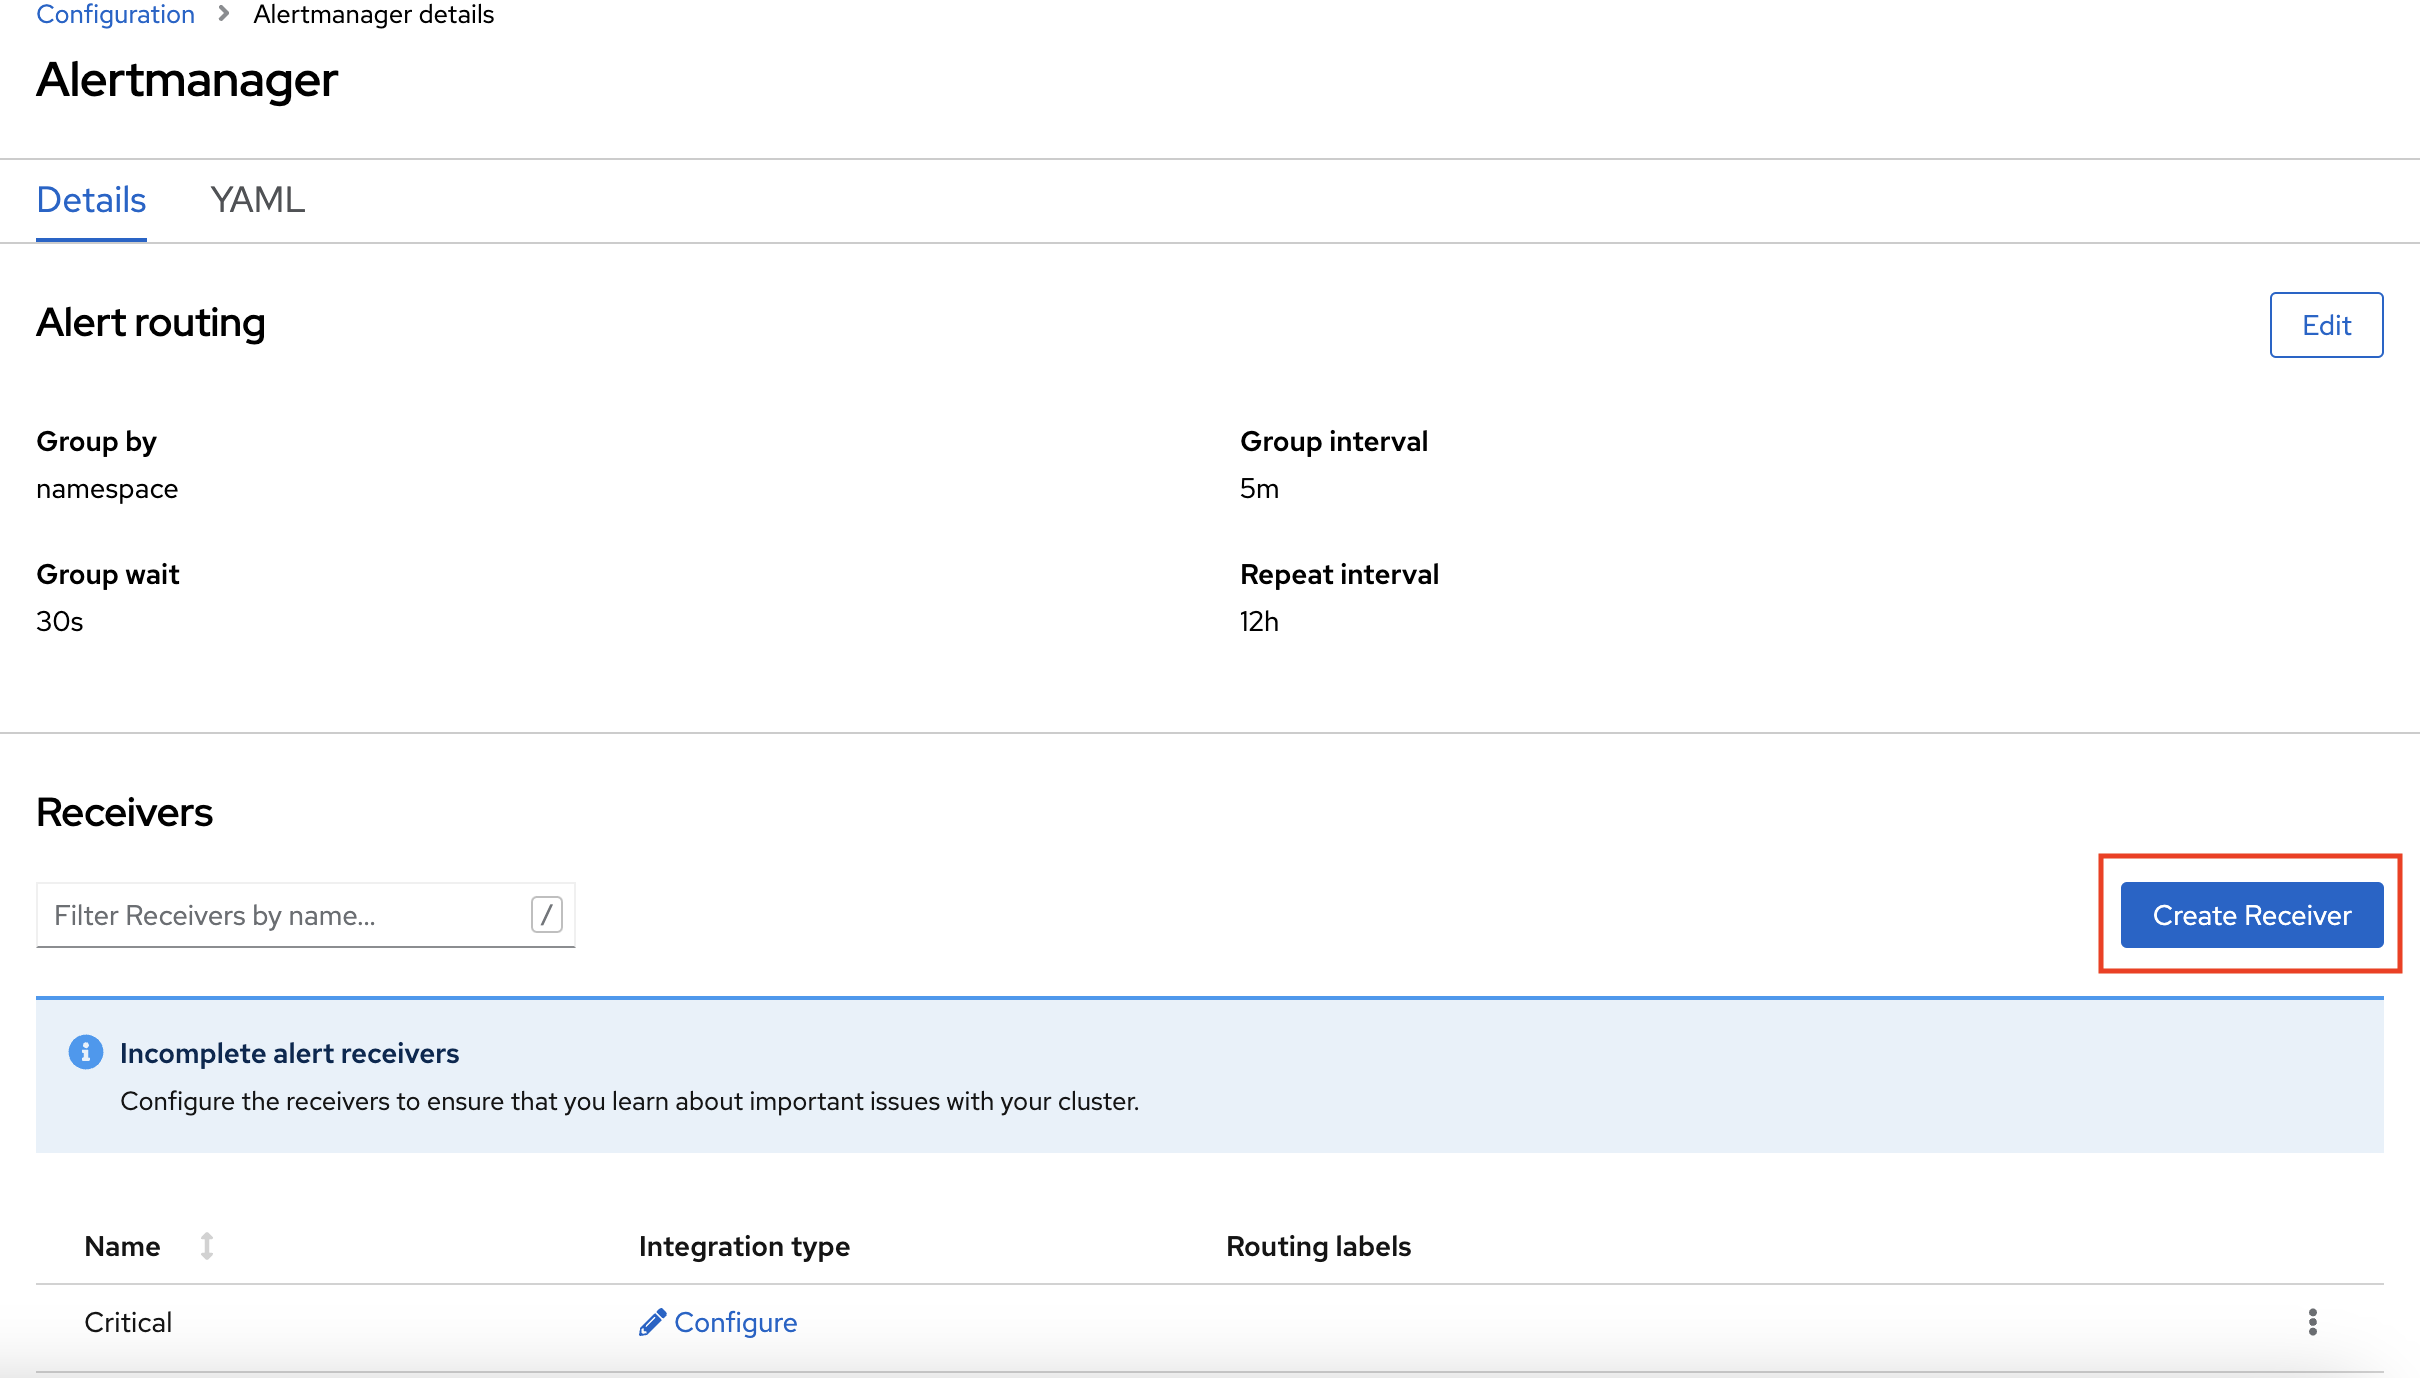 Configuration > Alertmanager details
Alertmanager
Details YAML
Alert routing
Edit
Group by
namespace
Group interval
5m
Group wait
30s
Repeat interval
12h
Receivers
Filter Receivers by name... /
Create Receiver
Incomplete alert receivers
Configure the receivers to ensure that you learn about important issues with your cluster.
Name Integration type Routing labels
Critical Configure